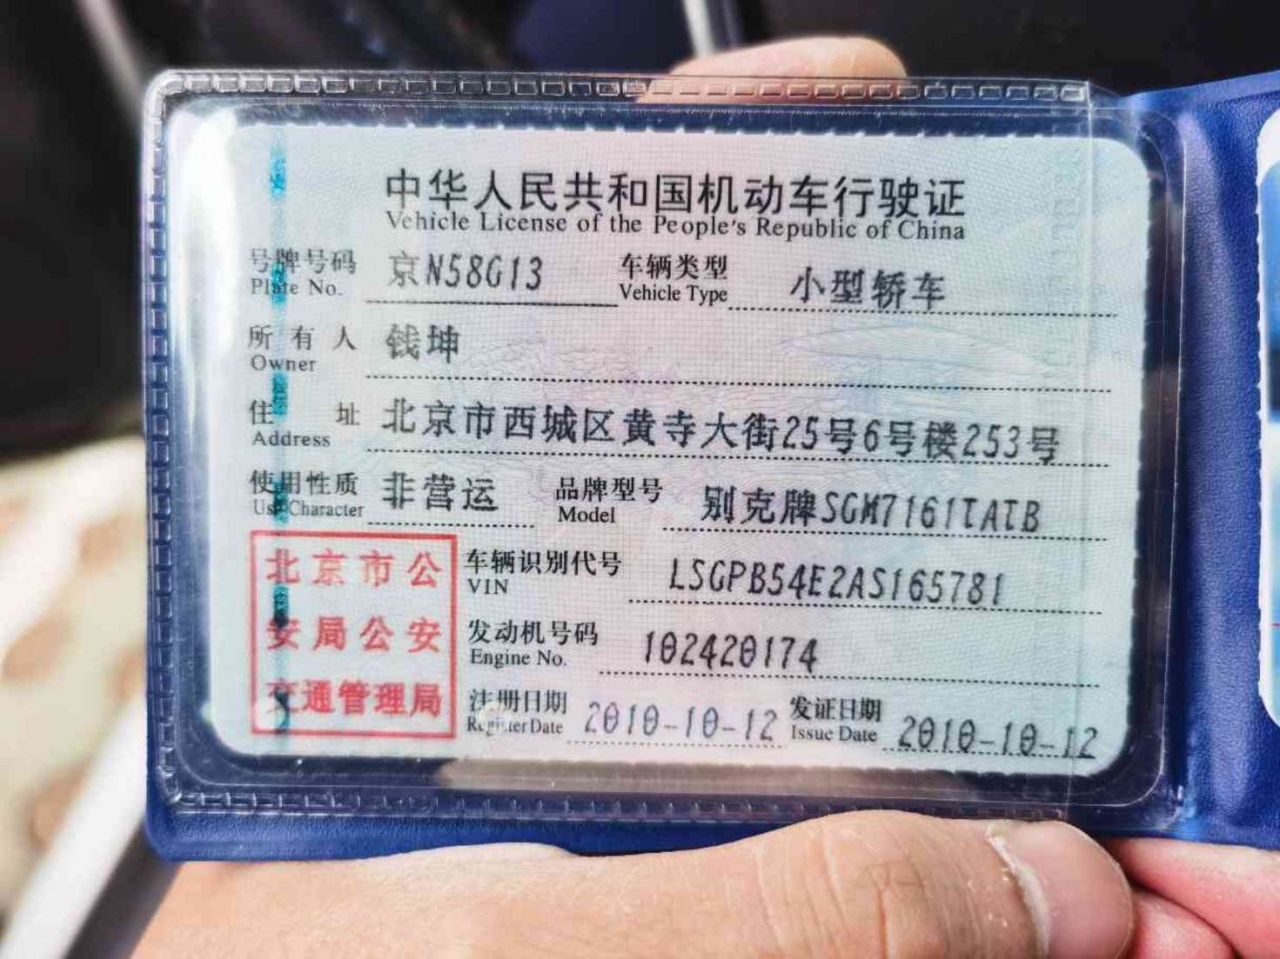 中华人民共和国机动车行驶证
Vehicle License of the People's Republic of China
号牌号码 京N58G13 车辆类型 小型轿车
Plate No. Vehicle Type
所有人 钱坤
Owner
住址 北京市西城区黄寺大街25号6号楼253号
Address
使用性质 非营运 品牌型号 别克牌SGM7161TATB
Use Character Model
北京市公
安局公安
交通管理局
车辆识别代号 LSGPB54E2AS165781
VIN
发动机号码 102420174
Engine No.
注册日期 2010-10-12 发证日期 2010-10-12
Register Date Issue Date